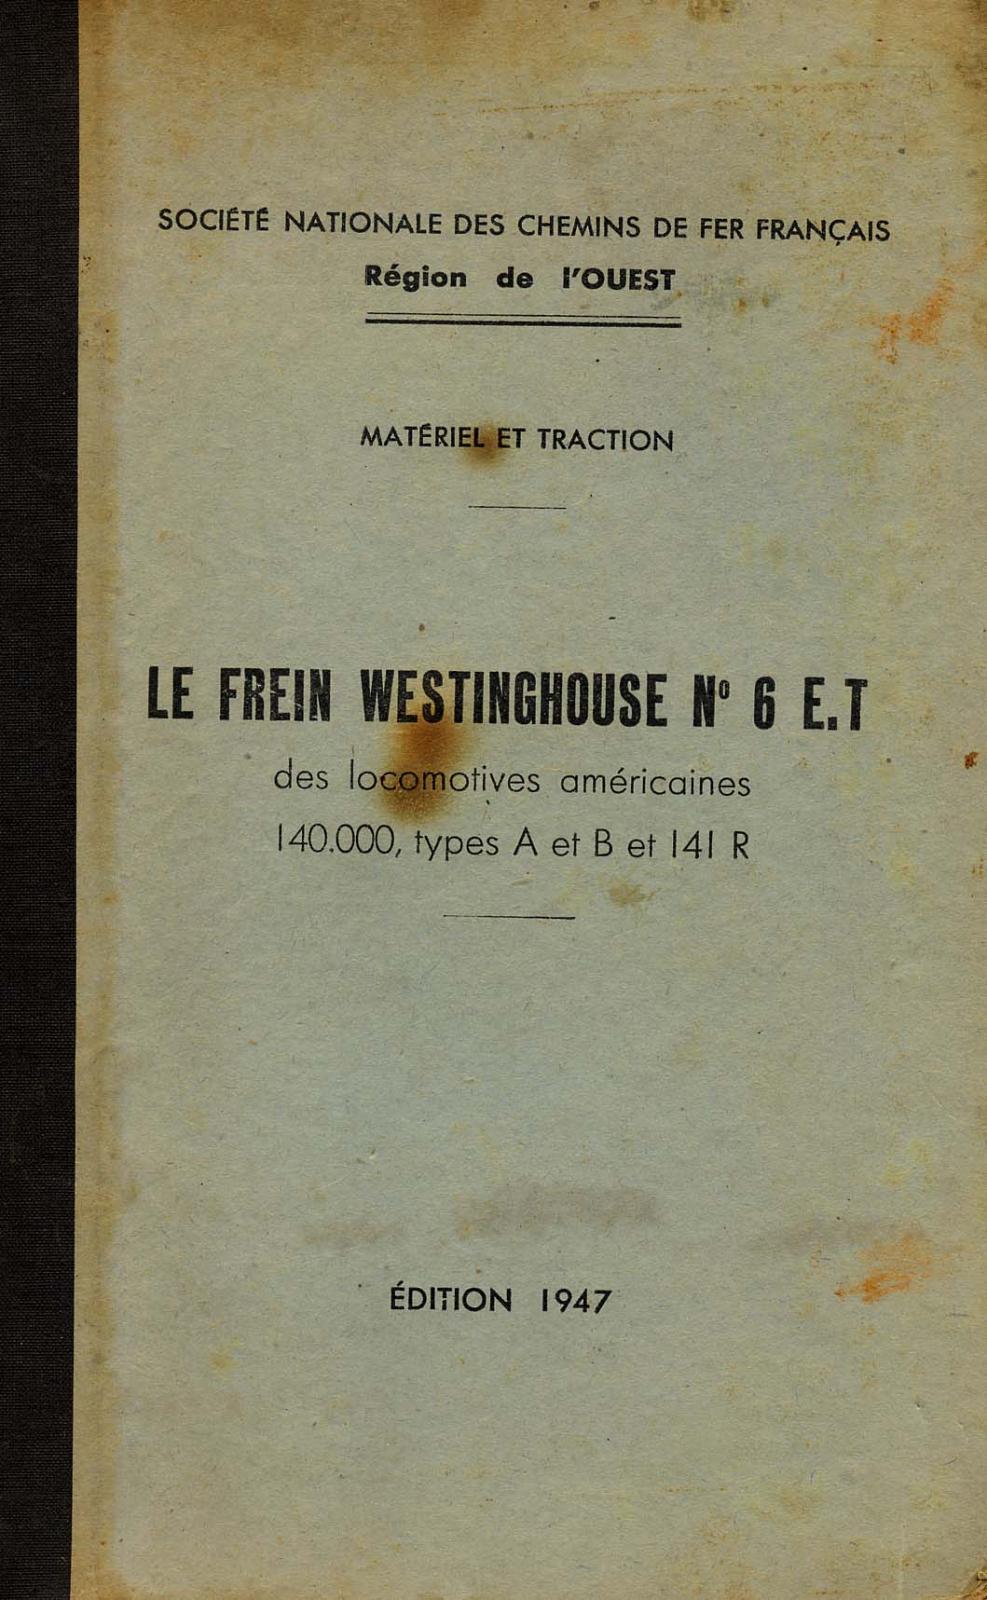 SOCIÉTÉ NATIONALE DES CHEMINS DE FER FRANÇAIS
Région de l'OUEST
MATÉRIEL ET TRACTION
LE FREIN WESTINGHOUSE Nº 6 E.T
des locomotives américaines
140.000, types A et B et 141 R
ÉDITION 1947